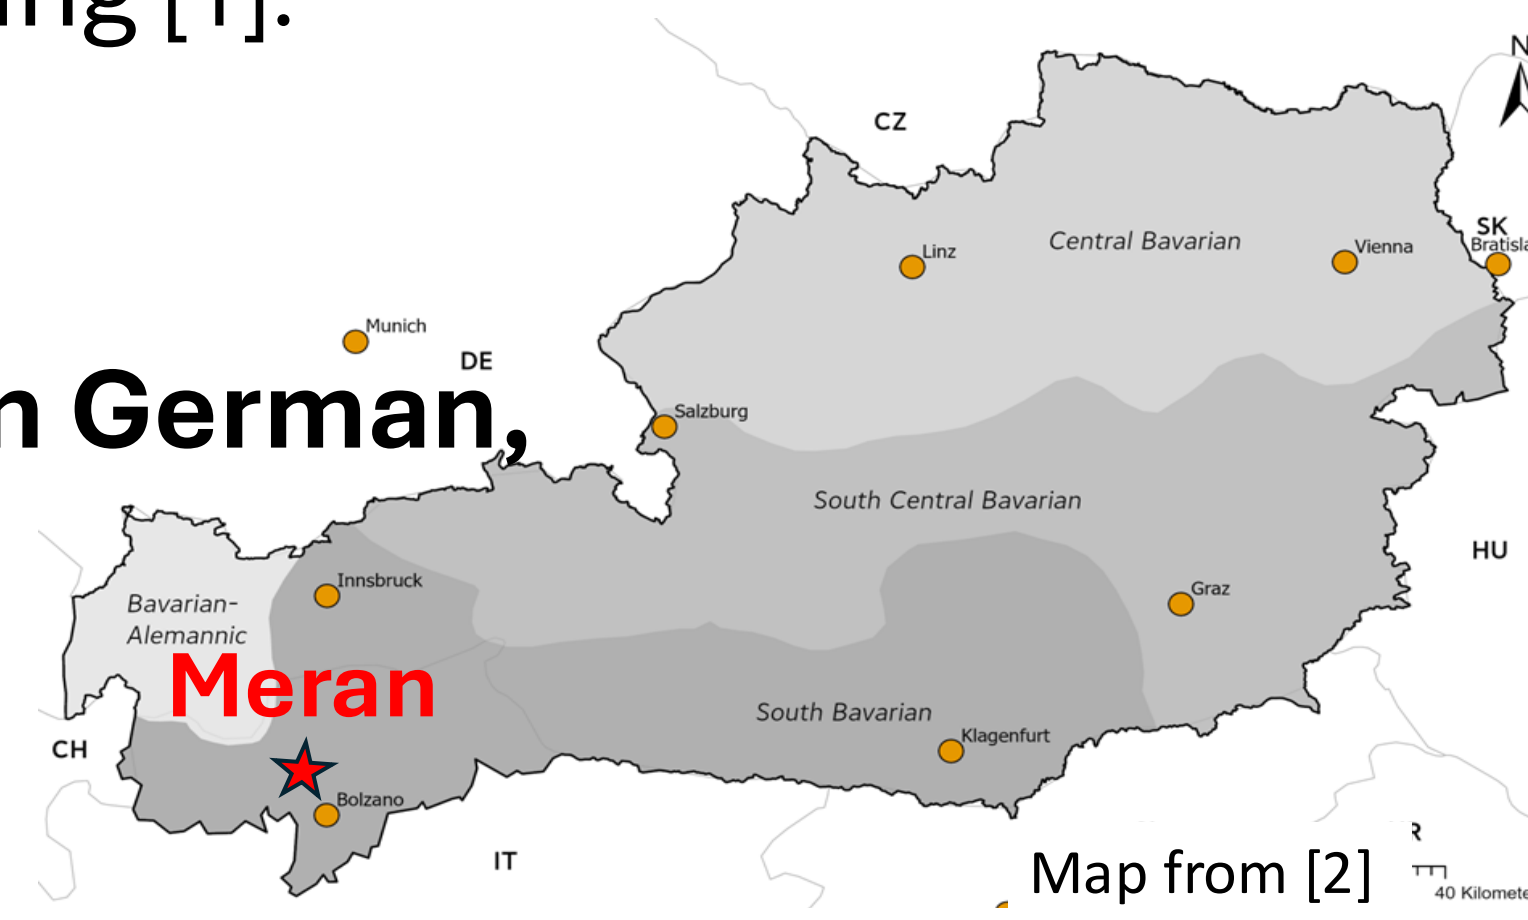 ing [1].
N
CZ
SK
Central Bavarian
Linz
Vienna
Bratisla
Munich
DE
n German,
Salzburg
South Central Bavarian
HU
Innsbruck
Graz
Bavarian-
Alemannic
Meran
South Bavarian
Klagenfurt
CH
Bolzano
IT
R
Map from [2]
40 Kilomete